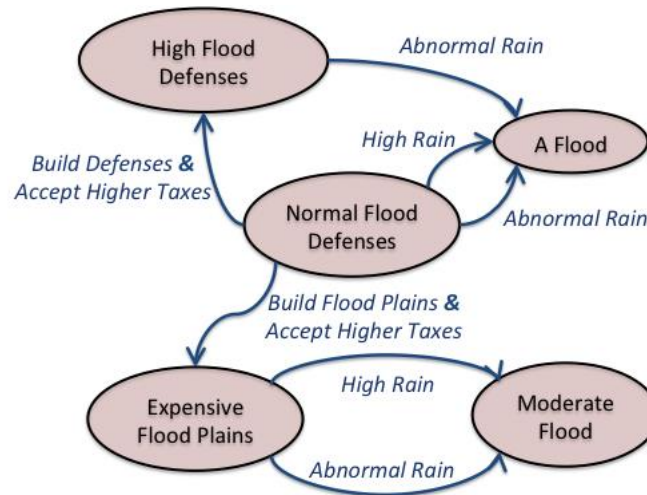 High Flood
Defenses
Abnormal Rain
High Rain
A Flood
Build Defenses &
Accept Higher Taxes
Normal Flood
Defenses
Abnormal Rain
Build Flood Plains &
Accept Higher Taxes
Expensive
Flood Plains
High Rain
Moderate
Flood
Abnormal Rain